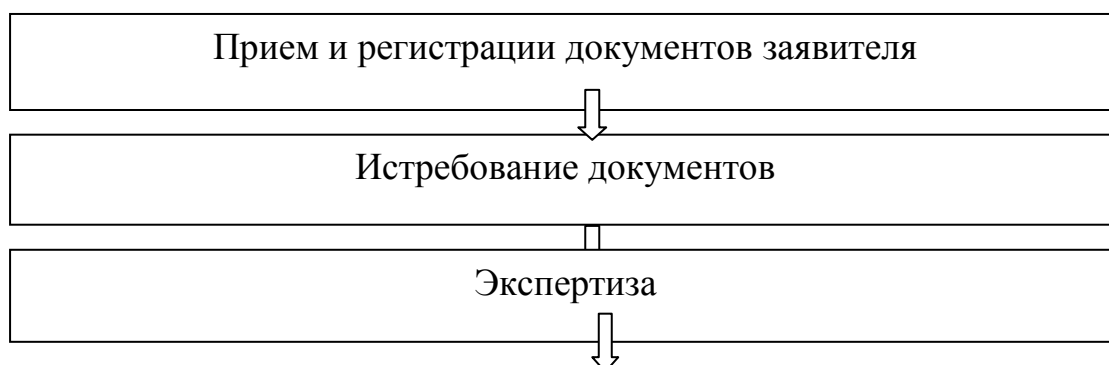 Прием и регистрации документов заявителя
Истребование документов
Экспертиза